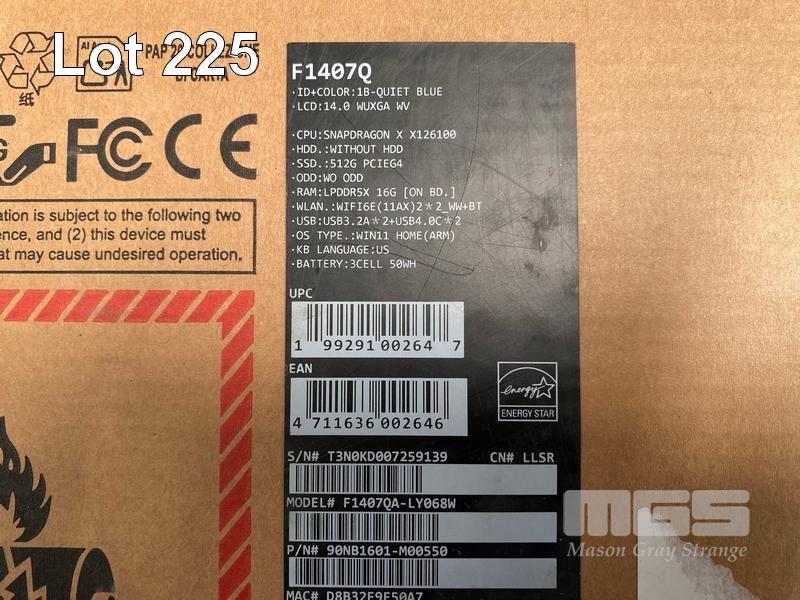 Lot 225
PAP 20
纸
FC CE
ation is subject to the following two
ence, and (2) this device must
at may cause undesired operation.
F1407Q
·ID+COLOR:1B-QUIET BLUE
·LCD:14.0 WUXGA WV
·CPU:SNAPDRAGON X X126100
·HDD.:WITHOUT HDD
·SSD.:512G PCIEG4
·ODD:WO ODD
·RAM:LPDDR5X 16G [ON BD.]
·WLAN.:WIFI6E(11AX)2*2_WW+BT
·USB:USB3.2A*2+USB4.0C*2
·OS TYPE.:WIN11 HOME(ARM)
·KB LANGUAGE:US
·BATTERY:3CELL 50WH
UPC
1 99291 00264 7
EAN
4 711636 002646
energy
ENERGY STAR
S/N# T3N0KD007259139 CN# LLSR
MODEL# F1407QA-LY068W
P/N# 90NB1601-M00550
MAC# D8B32F9F50A7
MGS
Mason Gray Strange